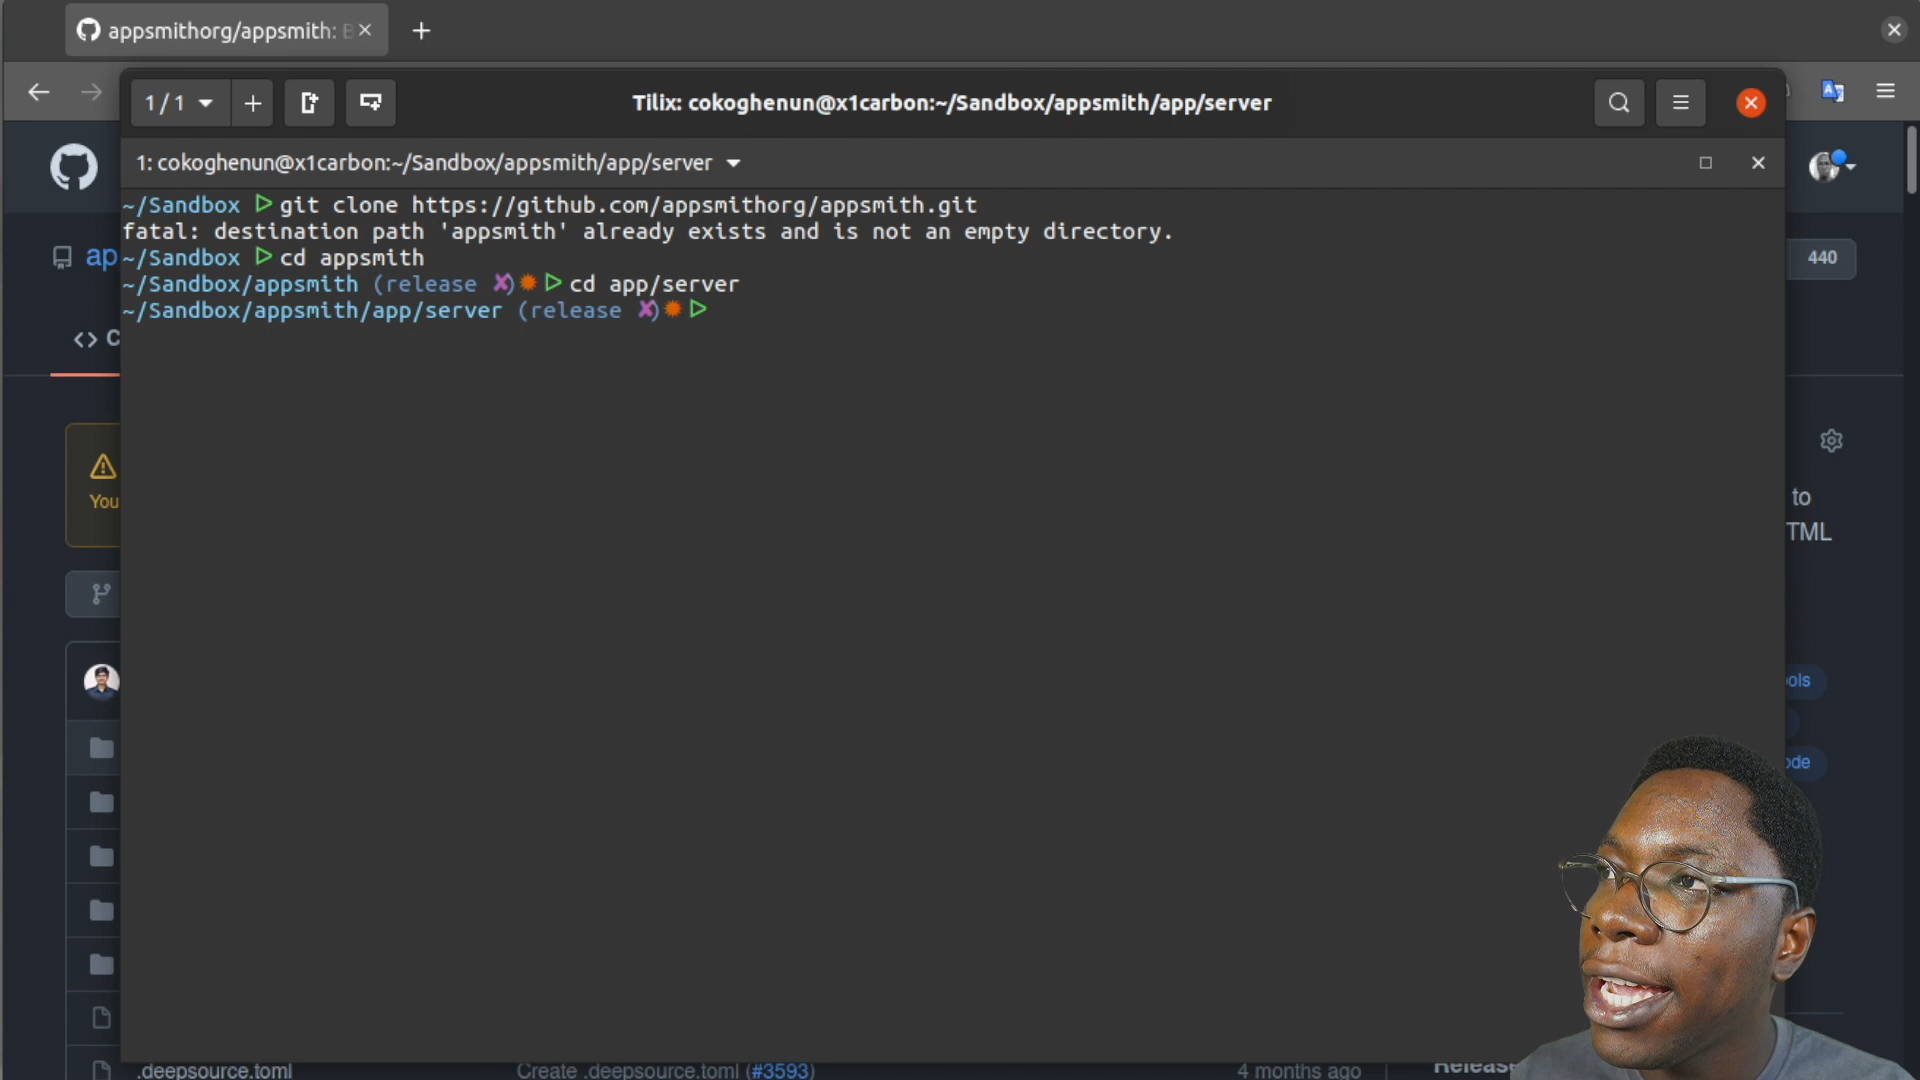 appsmithorg/appsmith: B
1 / 1
Tilix: cokoghenun@x1carbon:~/Sandbox/appsmith/app/server
1: cokoghenun@x1carbon:~/Sandbox/appsmith/app/server
~/Sandbox git clone https://github.com/appsmithorg/appsmith.git
fatal: destination path 'appsmith' already exists and is not an empty directory.
~/Sandbox cd appsmith
~/Sandbox/appsmith (release ✘) cd app/server
~/Sandbox/appsmith/app/server (release ✘)
ap
440
<> C
You
to
TML
ools
ode
.deepsource.toml Create .deepsource.toml (#3593) 4 months ago
Release